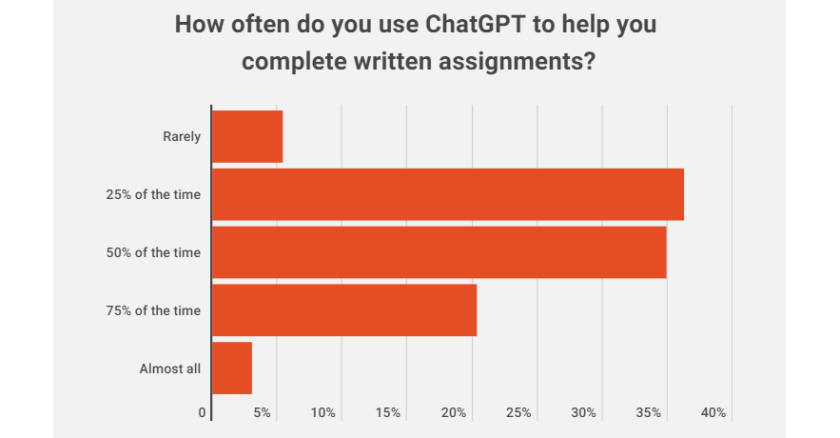 How often do you use ChatGPT to help you
complete written assignments?
Rarely
25% of the time
50% of the time
75% of the time
Almost all
0 5% 10% 15% 20% 25% 30% 35% 40%